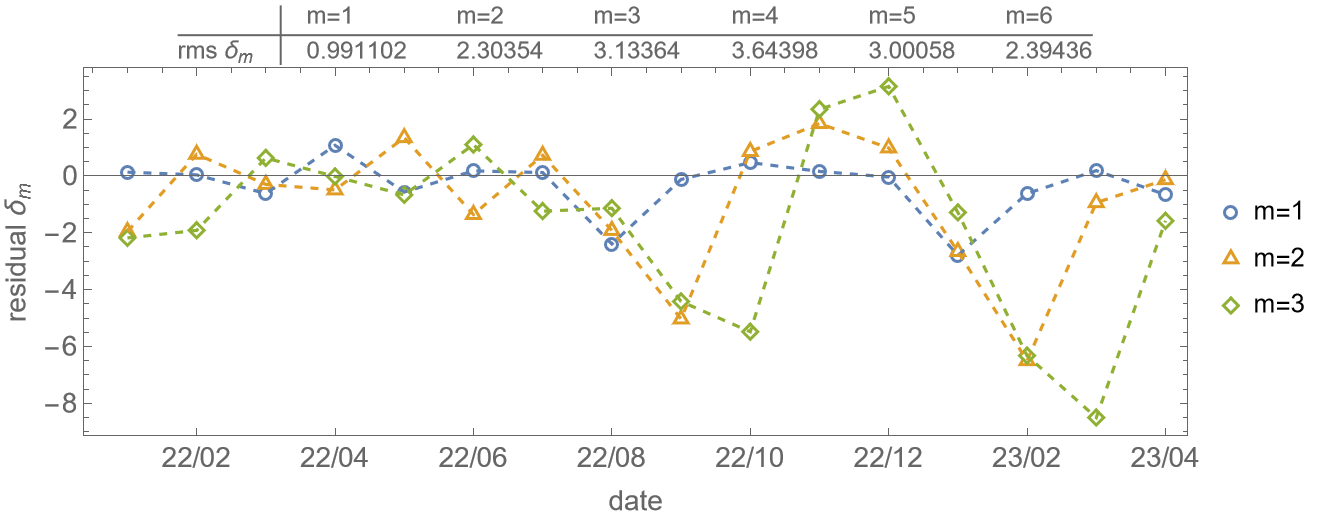 m=1 m=2 m=3 m=4 m=5 m=6
rms δm 0.991102 2.30354 3.13364 3.64398 3.00058 2.39436
residual δm
2
0
−2
−4
−6
−8
22/02 22/04 22/06 22/08 22/10 22/12 23/02 23/04
date
m=1
m=2
m=3